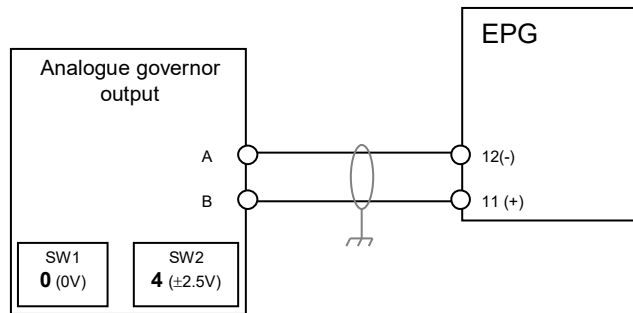 Analogue governor
output
EPG
A
12(-)
B
11 (+)
SW1
0 (0V)
SW2
4 (±2.5V)